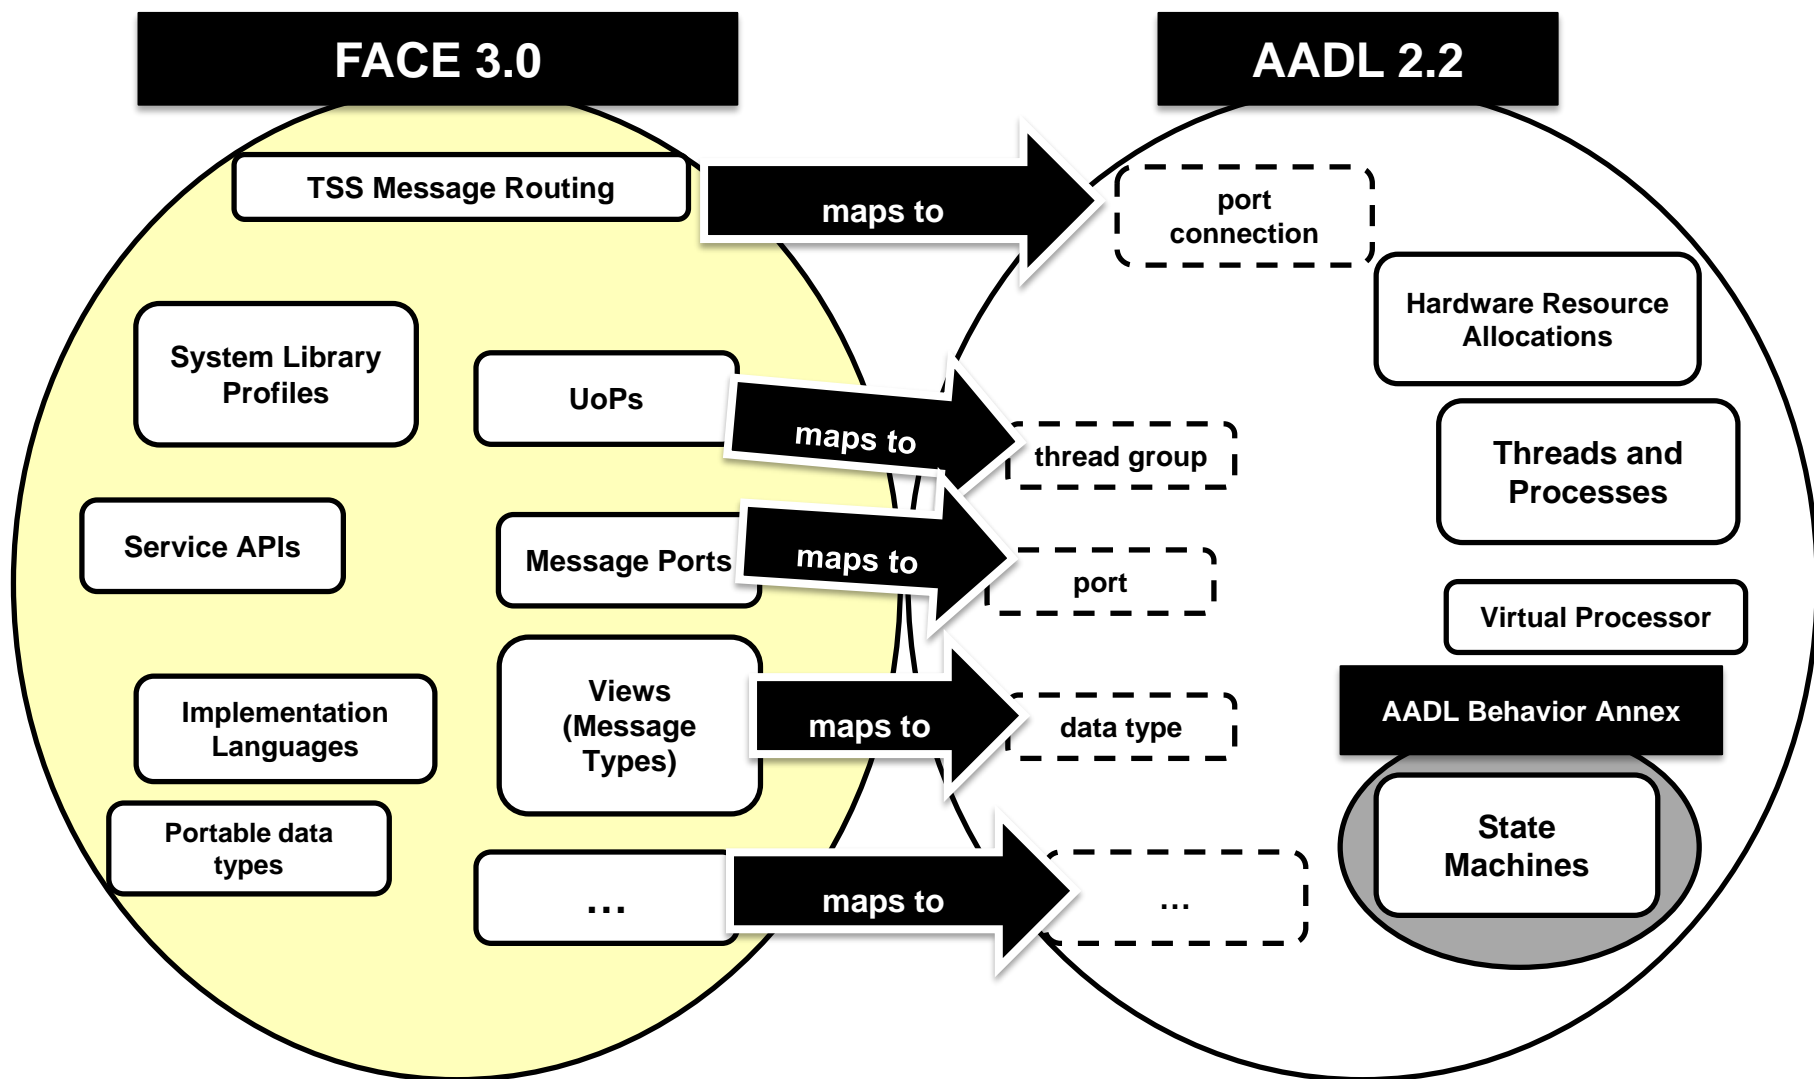 FACE 3.0
AADL 2.2
TSS Message Routing
maps to
port
connection
Hardware Resource
Allocations
System Library
Profiles
UoPs
maps to
thread group
Threads and
Processes
Service APIs
Message Ports
maps to
port
Virtual Processor
Implementation
Languages
Views
(Message
Types)
maps to
data type
AADL Behavior Annex
State
Machines
Portable data
types
...
maps to
...